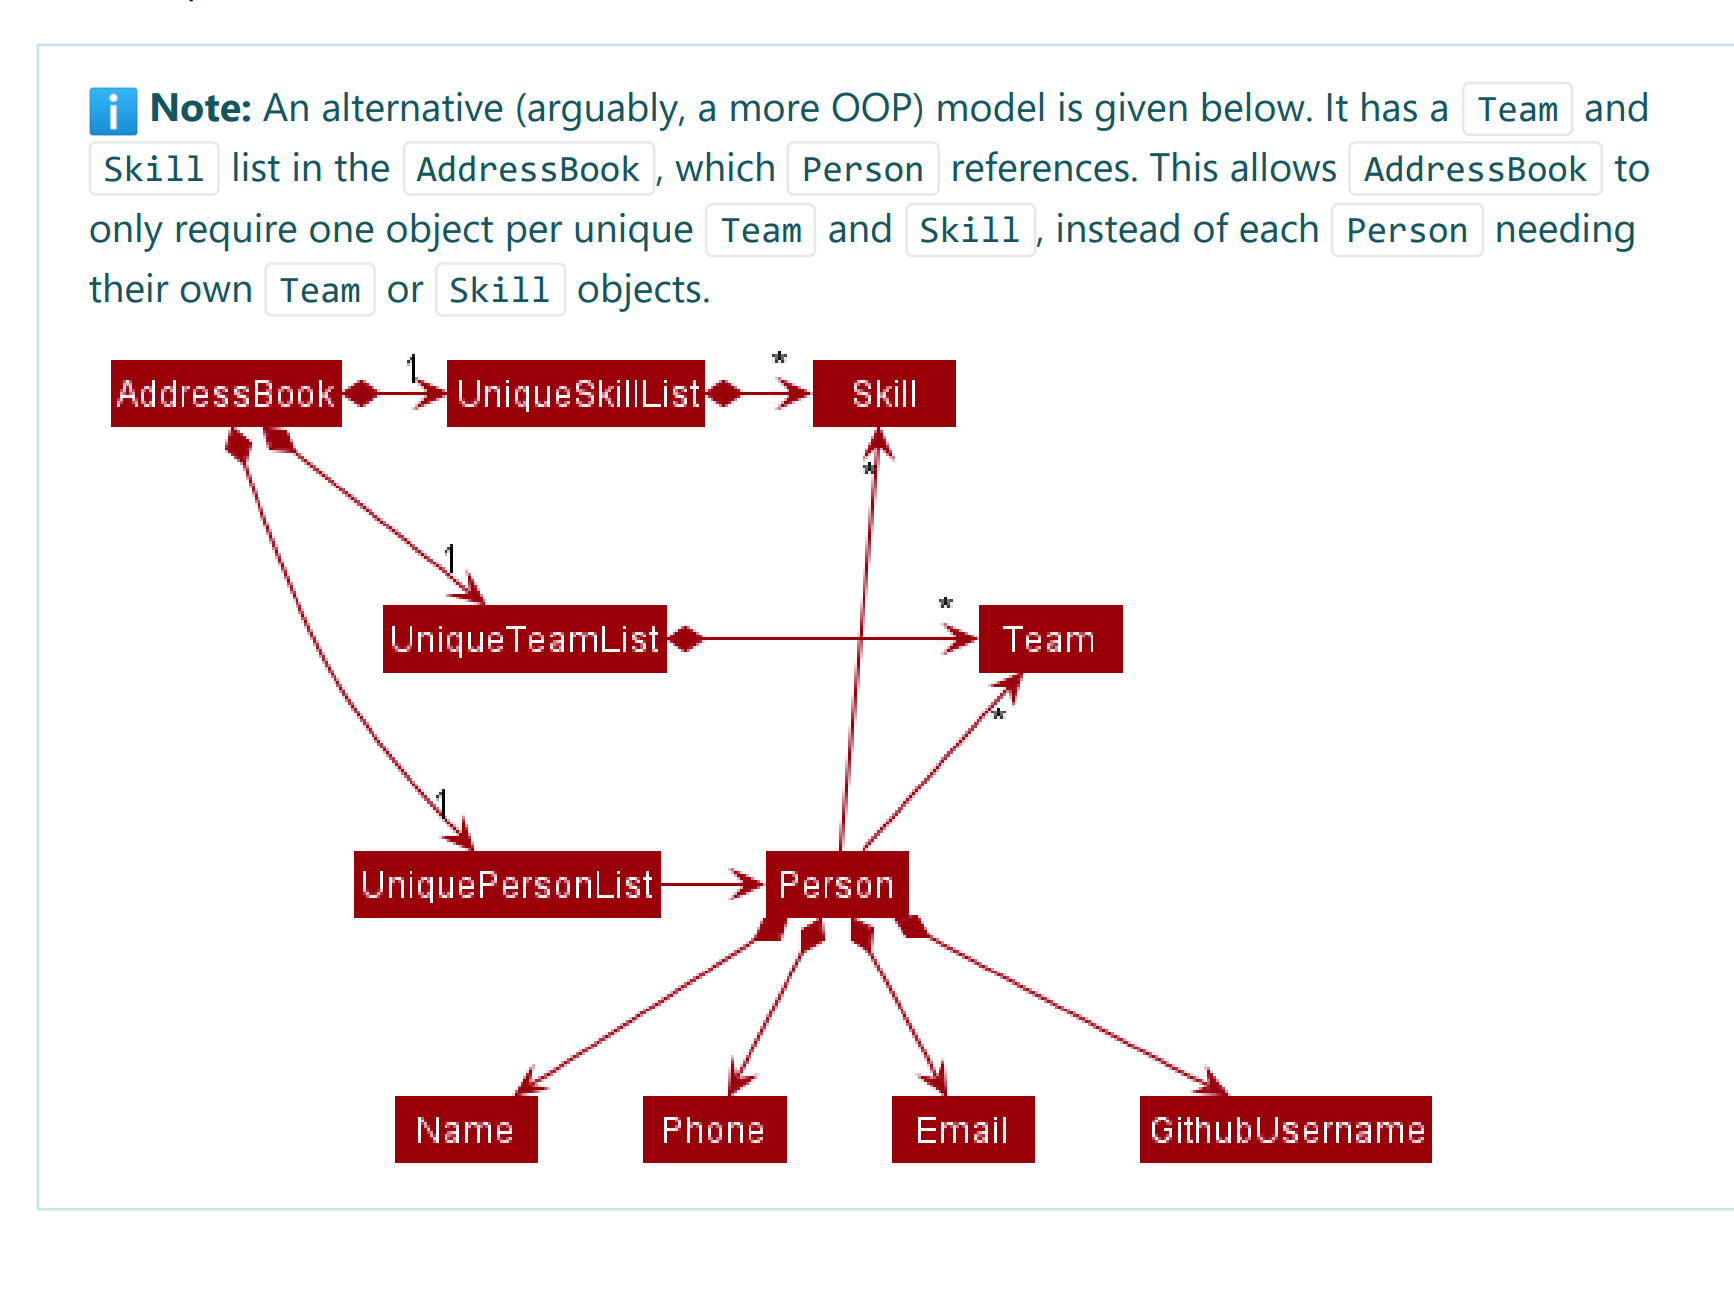 Note: An alternative (arguably, a more OOP) model is given below. It has a Team and
Skill list in the AddressBook, which Person references. This allows AddressBook to
only require one object per unique Team and Skill, instead of each Person needing
their own Team or Skill objects.
AddressBook 1 UniqueSkillList * Skill
*
1
UniqueTeamList * Team
*
1
UniquePersonList Person
Name Phone Email GithubUsername